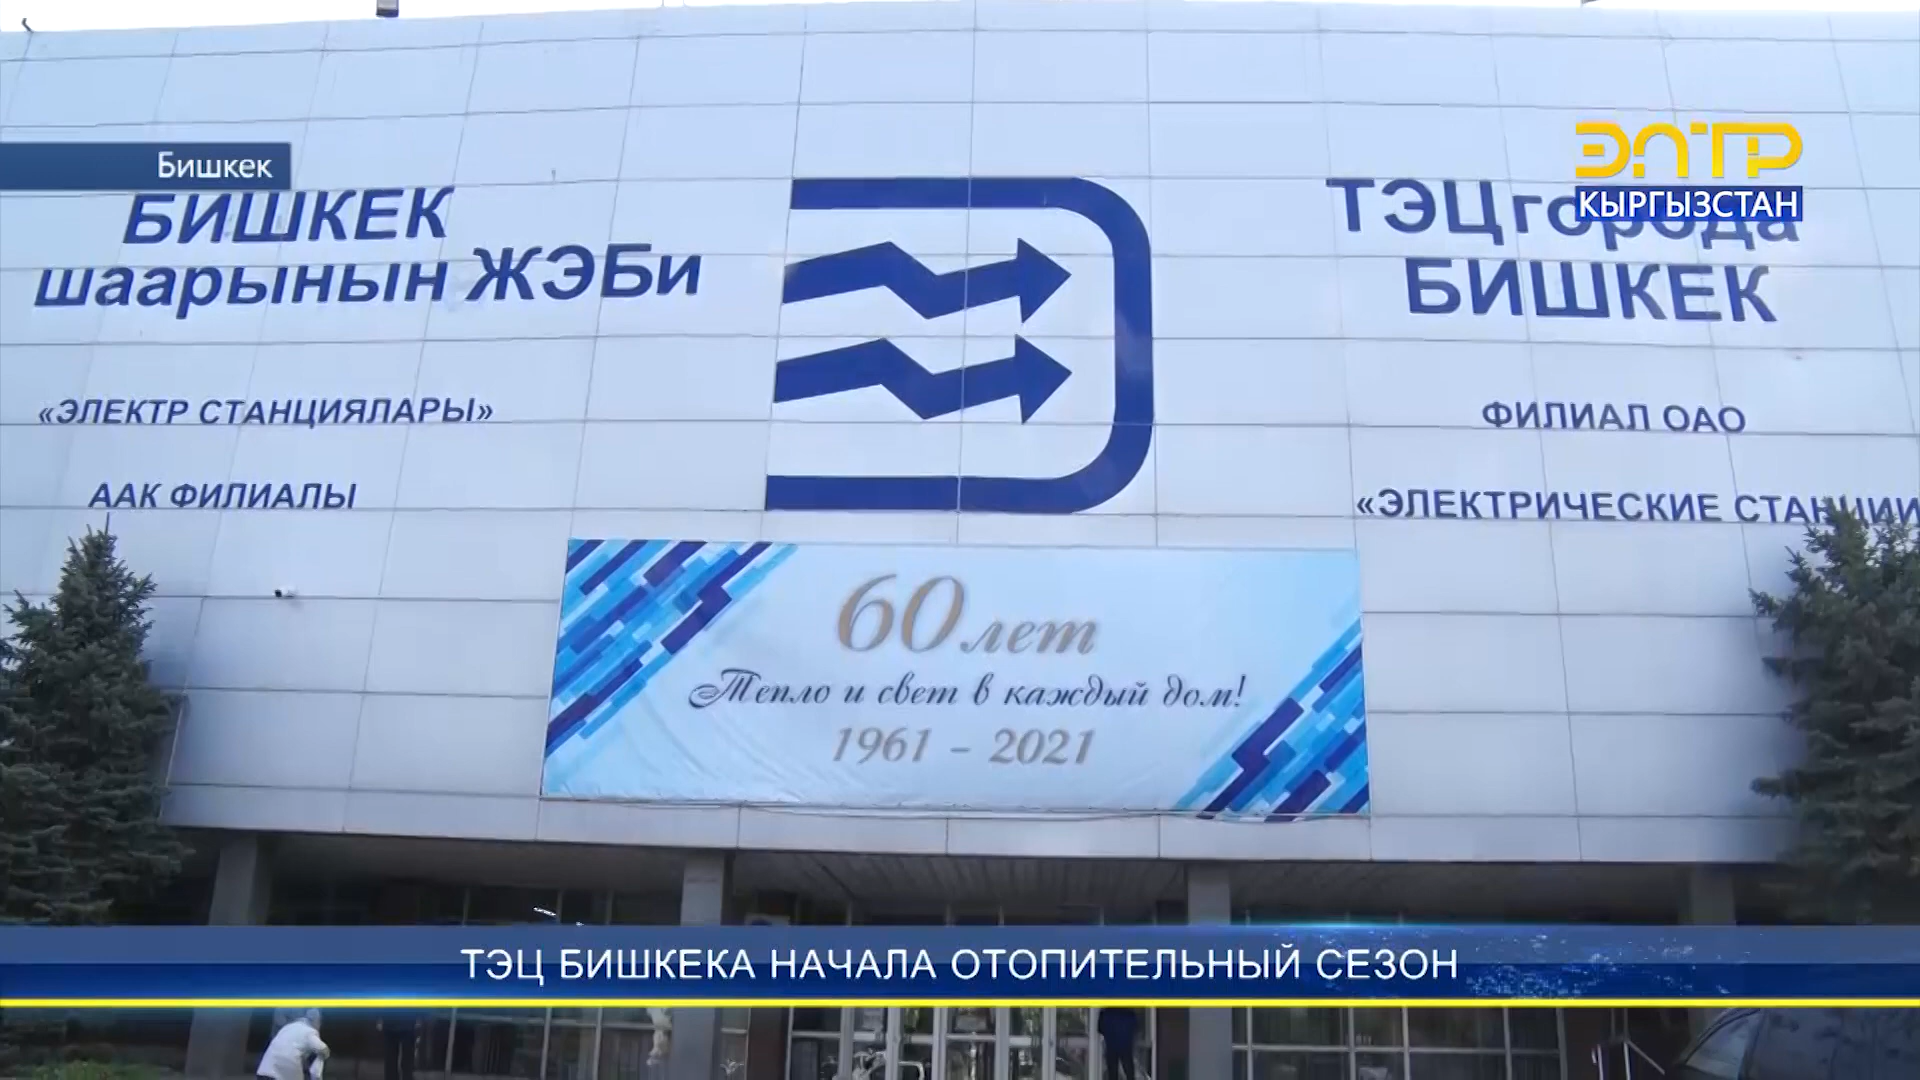 Бишкек
ЭЛТР
КЫРГЫЗСТАН
БИШКЕК
шаарынын ЖЭБи
«ЭЛЕКТР СТАНЦИЯЛАРЫ»
ААК ФИЛИАЛЫ
ТЭЦ города
БИШКЕК
ФИЛИАЛ ОАО
«ЭЛЕКТРИЧЕСКИЕ СТАНЦИИ
60 лет
Тепло и свет в каждый дом!
1961 - 2021
ТЭЦ БИШКЕКА НАЧАЛА ОТОПИТЕЛЬНЫЙ СЕЗОН